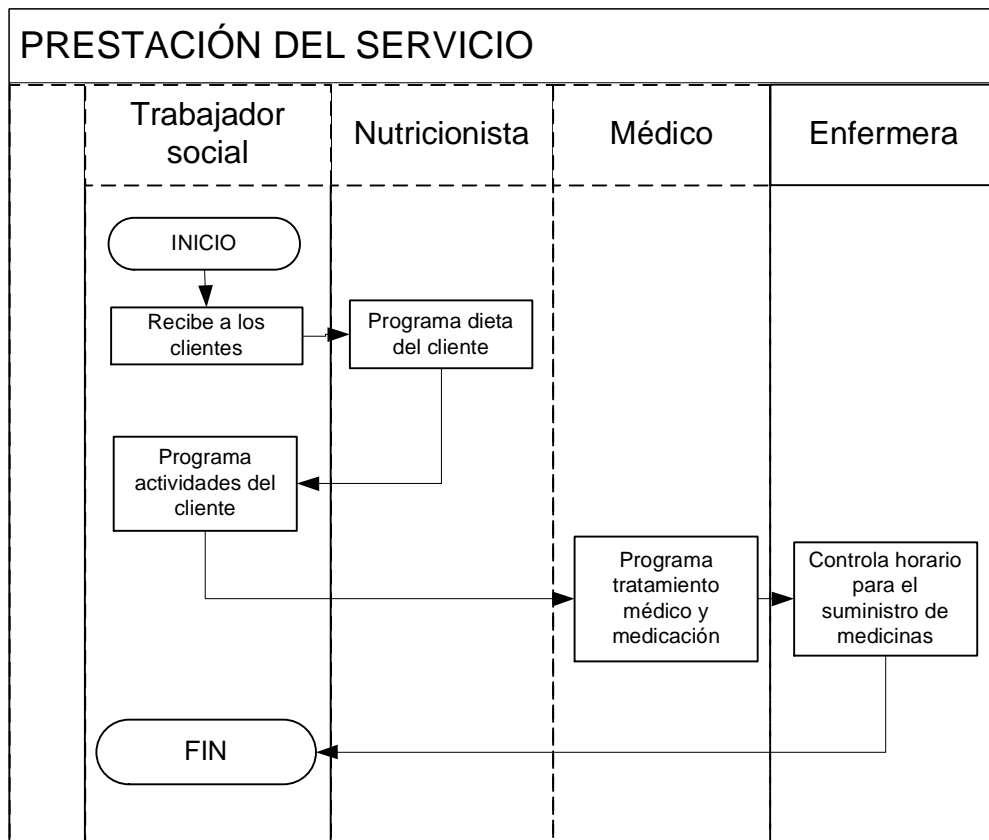 PRESTACIÓN DEL SERVICIO
Trabajador
social
Nutricionista
Médico
Enfermera
INICIO
Recibe a los
clientes
Programa dieta
del cliente
Programa
actividades del
cliente
Programa
tratamiento
médico y
medicación
Controla horario
para el
suministro de
medicinas
FIN